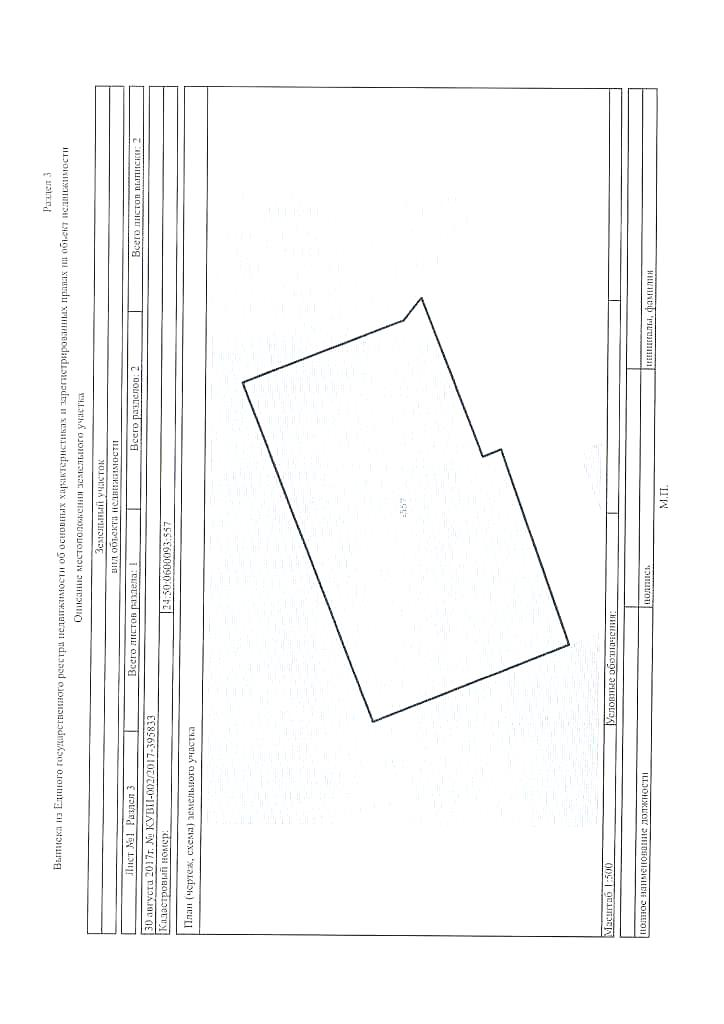 Раздел 3
Выписка из Единого государственного реестра недвижимости об основных характеристиках и зарегистрированных правах на объект недвижимости
Описание местоположения земельного участка
Земельный участок
вид объекта недвижимости
Лист №1 Раздел 3 Всего листов раздела: 1 Всего разделов: 2 Всего листов выписки: 2
30 августа 2017г. № КУВИ-002/2017-395833
Кадастровый номер: 24:50:0600093:557
План (чертеж, схема) земельного участка
:557
Масштаб 1:500 Условные обозначения:
полное наименование должности подпись инициалы, фамилия
М.П.